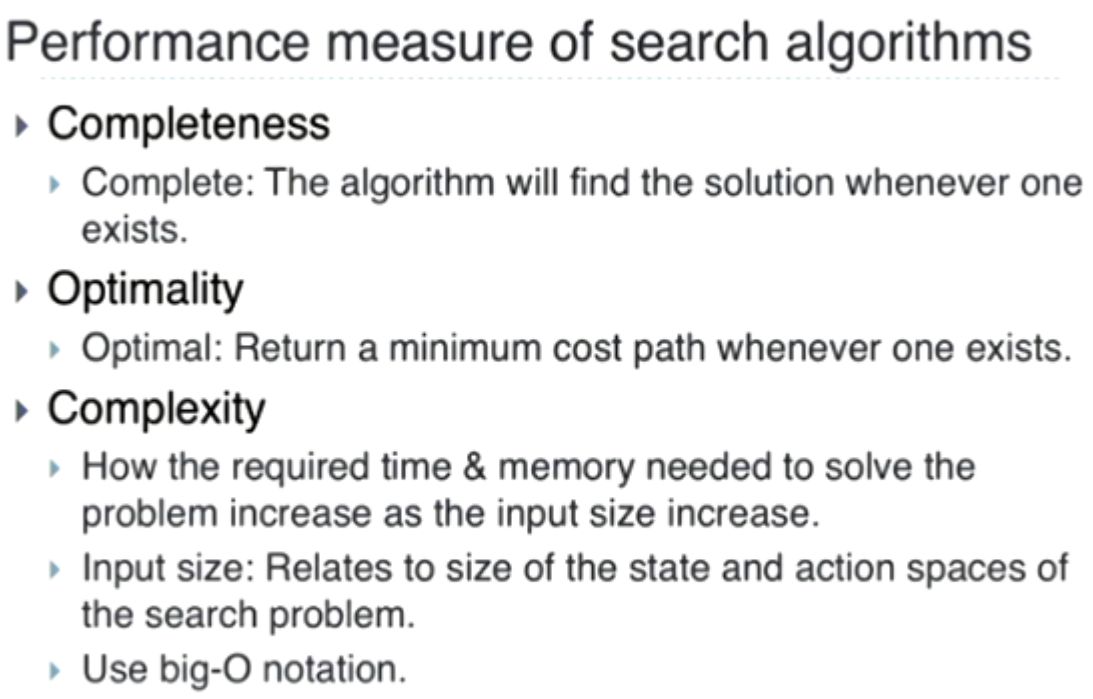 Performance measure of search algorithms
Completeness
Complete: The algorithm will find the solution whenever one
exists.
Optimality
Optimal: Return a minimum cost path whenever one exists.
Complexity
How the required time & memory needed to solve the
problem increase as the input size increase.
Input size: Relates to size of the state and action spaces of
the search problem.
Use big-O notation.